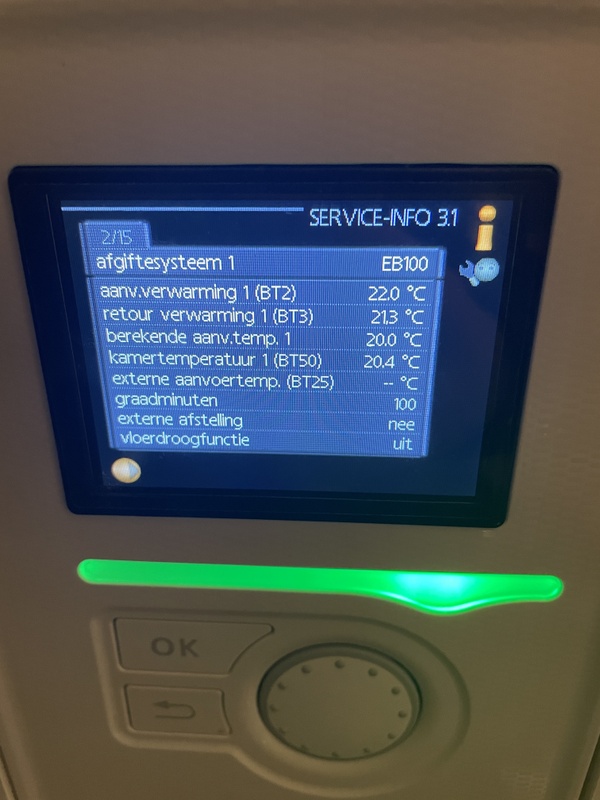 SERVICE-INFO 3.1
2/15
afgiftesysteem 1 EB100
aanv.verwarming 1 (BT2) 22.0 °C
retour verwarming 1 (BT3) 21.3 °C
berekende aanv.temp. 1 20.0 °C
kamertemperatuur 1 (BT50) 20.4 °C
externe aanvoertemp. (BT25) -- °C
graadminuten 100
externe afstelling nee
vloerdroogfunctie uit
OK